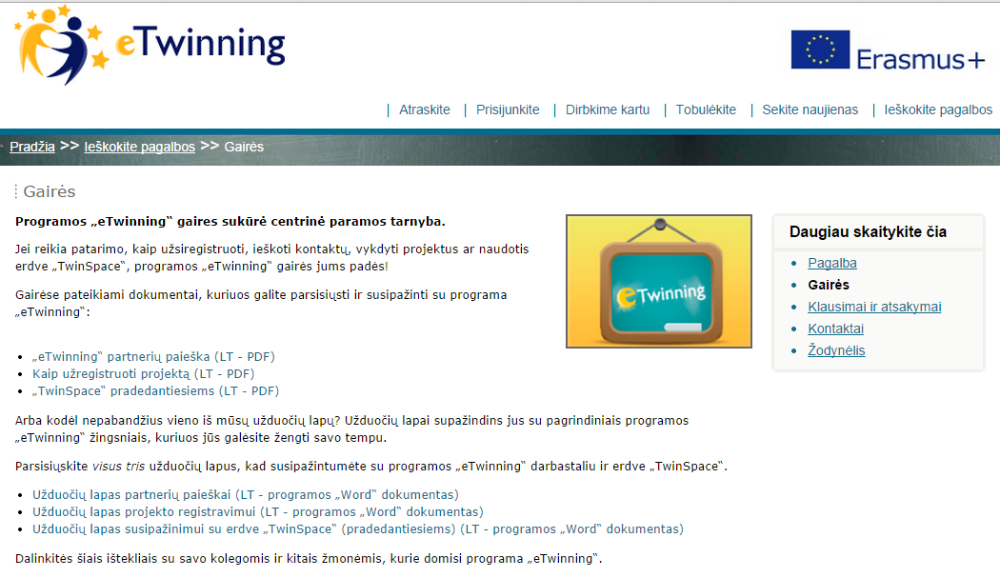 eTwinning
Erasmus+
| Atraskite | Prisijunkite | Dirbkime kartu | Tobulėkite | Sekite naujienas | Ieškokite pagalbos
Pradžia >> Ieškokite pagalbos >> Gairės
Gairės
Programos „eTwinning“ gaires sukūrė centrinė paramos tarnyba.
Jei reikia patarimo, kaip užsiregistruoti, ieškoti kontaktų, vykdyti projektus ar naudotis
erdve „TwinSpace“, programos „eTwinning“ gairės jums padės!
Gairėse pateikiami dokumentai, kuriuos galite parsisiųsti ir susipažinti su programa
„eTwinning“:
• „eTwinning“ partnerių paieška (LT - PDF)
• Kaip užregistruoti projektą (LT - PDF)
• „TwinSpace“ pradedantiesiems (LT - PDF)
eTwinning
Daugiau skaitykite čia
• Pagalba
• Gairės
• Klausimai ir atsakymai
• Kontaktai
• Žodynėlis
Arba kodėl nepabandžius vieno iš mūsų užduočių lapų? Užduočių lapai supažindins jus su pagrindiniais programos
„eTwinning“ žingsniais, kuriuos jūs galėsite žengti savo tempu.
Parsisiųskite visus tris užduočių lapus, kad susipažintumėte su programos „eTwinning“ darbastaliu ir erdve „TwinSpace“.
• Užduočių lapas partnerių paieškai (LT - programos „Word“ dokumentas)
• Užduočių lapas projekto registravimui (LT - programos „Word“ dokumentas)
• Užduočių lapas susipažinimui su erdve „TwinSpace“ (pradedantiesiems) (LT - programos „Word“ dokumentas)
Dalinkitės šiais ištekliais su savo kolegomis ir kitais žmonėmis, kurie domisi programa „eTwinning“.